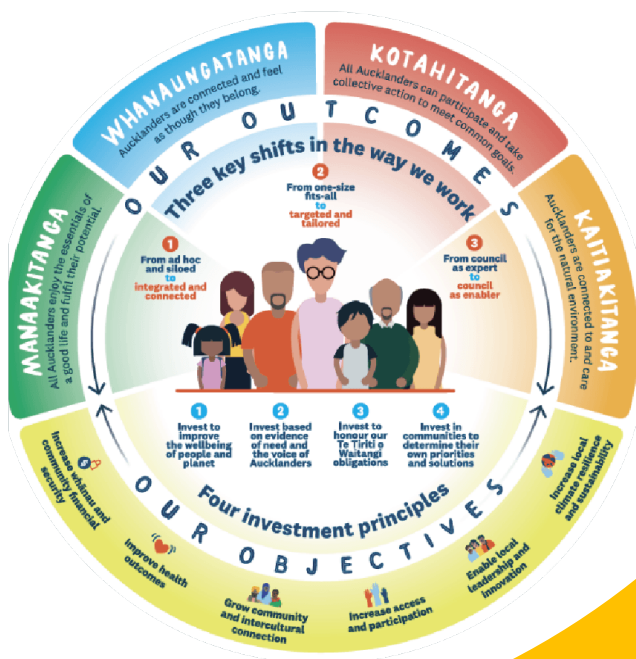 MANAAKITANGA
All Aucklanders enjoy the essentials of
a good life and fulfil their potential.
WHANAUNGATANGA
Aucklanders are connected and feel
as though they belong.
KOTAHITANGA
All Aucklanders can participate and take
collective action to meet common goals.
KAITIAKITANGA
Aucklanders are connected to and care
for the natural environment.
OUR OUTCOMES
Three key shifts in the way we work
1
From ad hoc
and siloed
to
integrated and
connected
2
From one-size
fits-all
to
targeted and
tailored
3
From council
as expert
to
council
as enabler
1
Invest to
improve
the wellbeing
of people and
planet
2
Invest based
on evidence
of need and
the voice of
Aucklanders
3
Invest to
honour our
Te Tiriti o
Waitangi
obligations
4
Invest in
communities to
determine their
own priorities
and solutions
Four investment principles
OUR OBJECTIVES
Increase whānau and
community financial
security
Improve health
outcomes
Grow community
and intercultural
connection
Increase access
and participation
Enable local
leadership and
innovation
Increase local
climate resilience
and sustainability